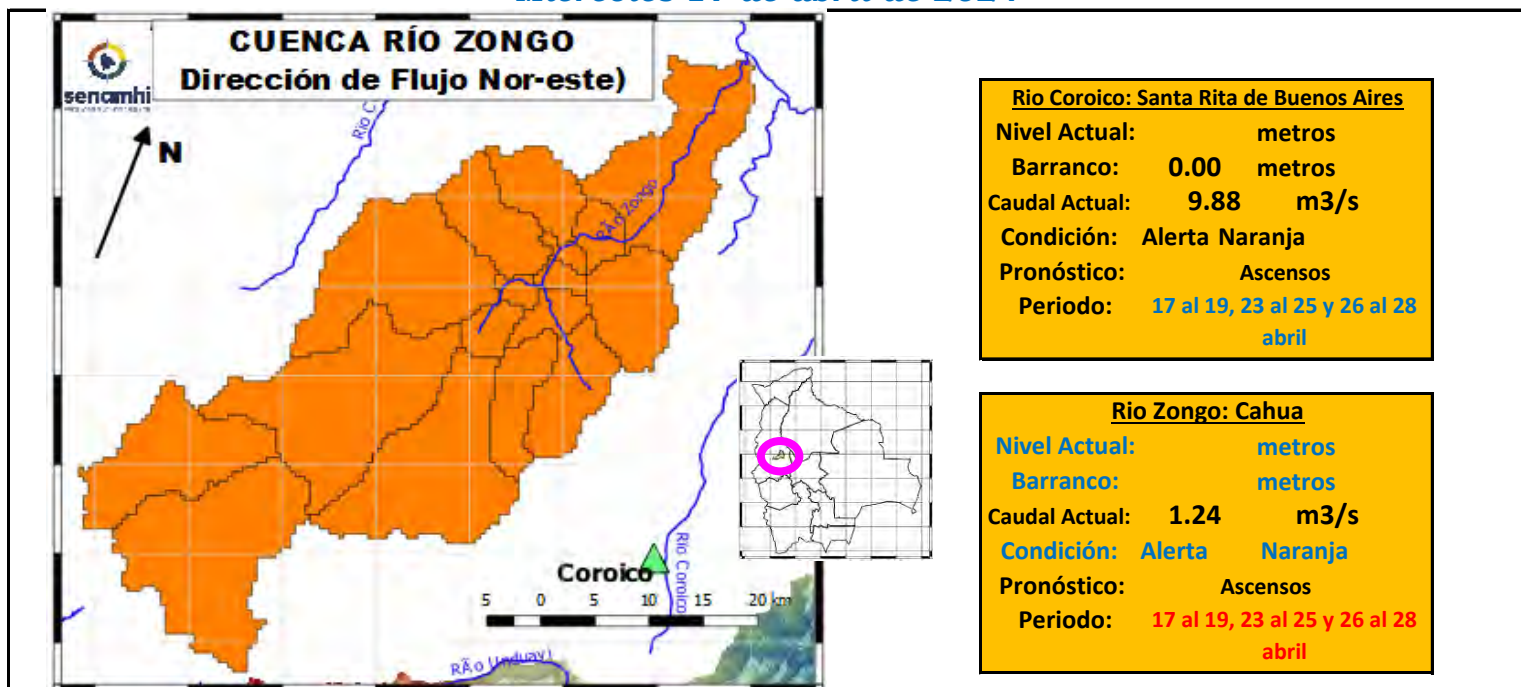 CUENCA RÍO ZONGO
Dirección de Flujo Nor-este)
senamhi
N
Río C
RÃ­o Zongo
Coroico
Río Coroico
5 0 5 10 15 20 km
RÃ­o Unduavi
Rio Coroico: Santa Rita de Buenos Aires
Nivel Actual: metros
Barranco: 0.00 metros
Caudal Actual: 9.88 m3/s
Condición: Alerta Naranja
Pronóstico: Ascensos
Periodo: 17 al 19, 23 al 25 y 26 al 28
abril
Rio Zongo: Cahua
Nivel Actual: metros
Barranco: metros
Caudal Actual: 1.24 m3/s
Condición: Alerta Naranja
Pronóstico: Ascensos
Periodo: 17 al 19, 23 al 25 y 26 al 28
abril